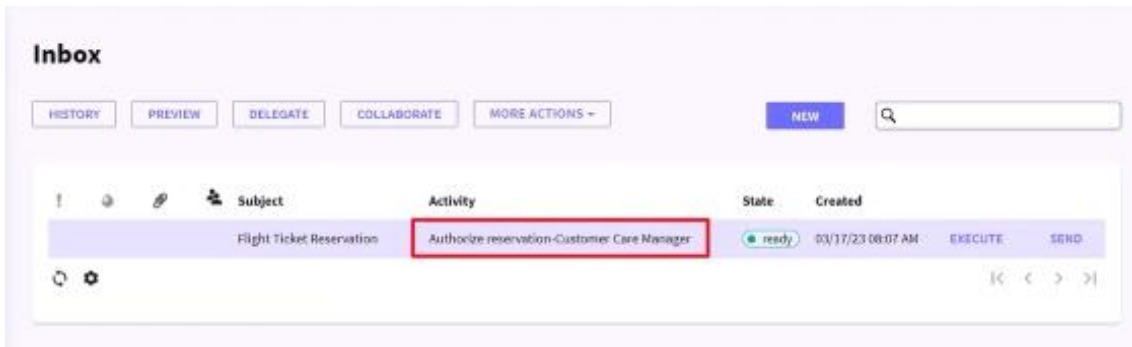 Inbox
HISTORY PREVIEW DELEGATE COLLABORATE MORE ACTIONS NEW
Subject Activity State Created
Flight Ticket Reservation Authorize reservation-Customer Care Manager ready 03/17/23 08:07 AM EXECUTE SEND